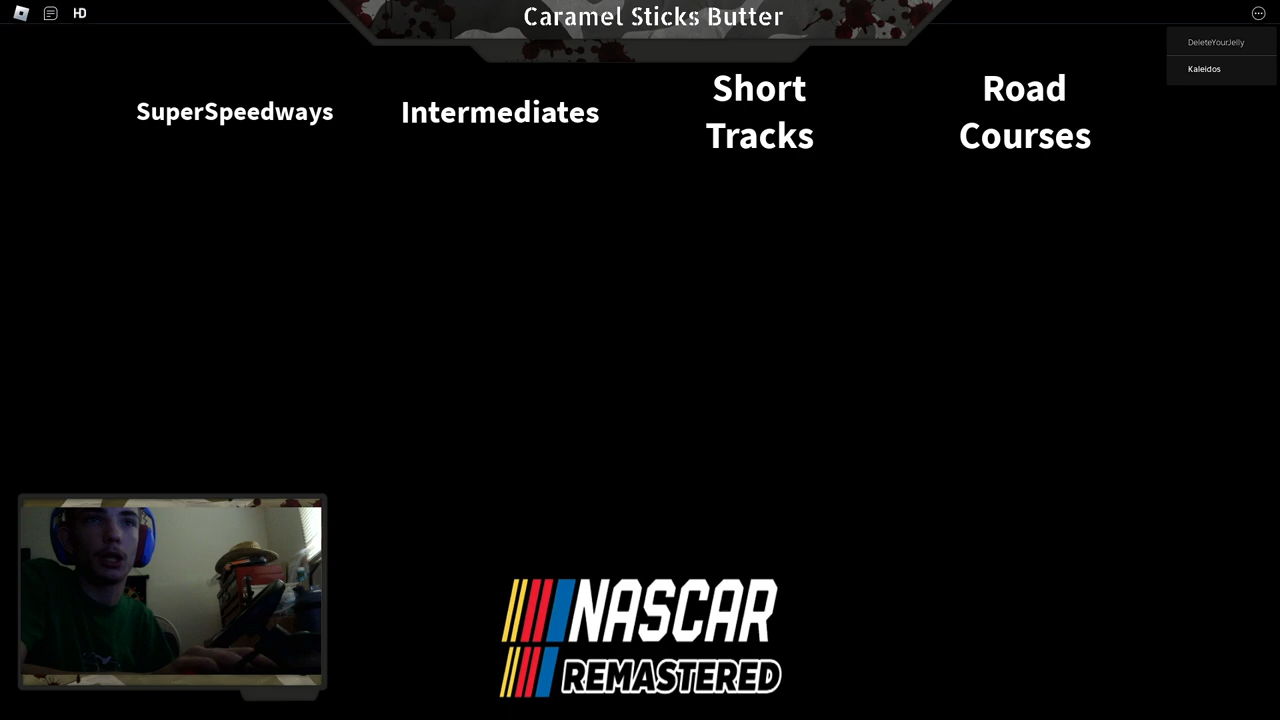 HD
Caramel Sticks Butter
DeleteYourJelly
Kaleidos
SuperSpeedways
Intermediates
Short
Tracks
Road
Courses
NASCAR
REMASTERED